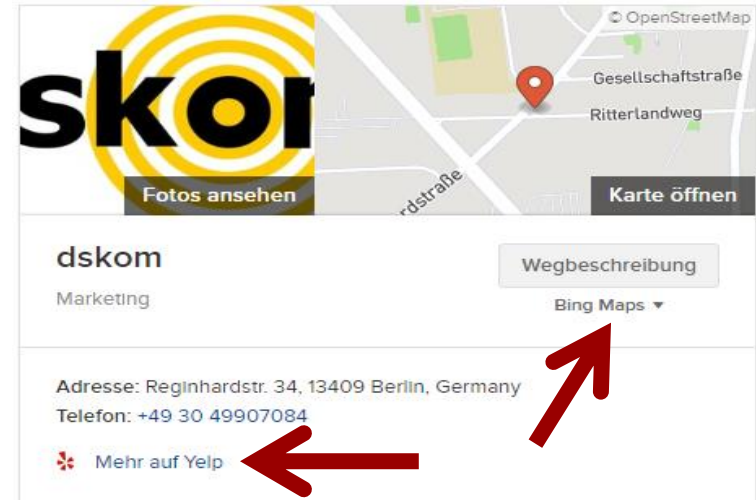 © OpenStreetMap
skom
Gesellschaftstraße
Ritterlandweg
rdstraße
Fotos ansehen
Karte öffnen
dskom
Wegbeschreibung
Marketing
Bing Maps ▼
Adresse: Reginhardstr. 34, 13409 Berlin, Germany
Telefon: +49 30 49907084
Mehr auf Yelp